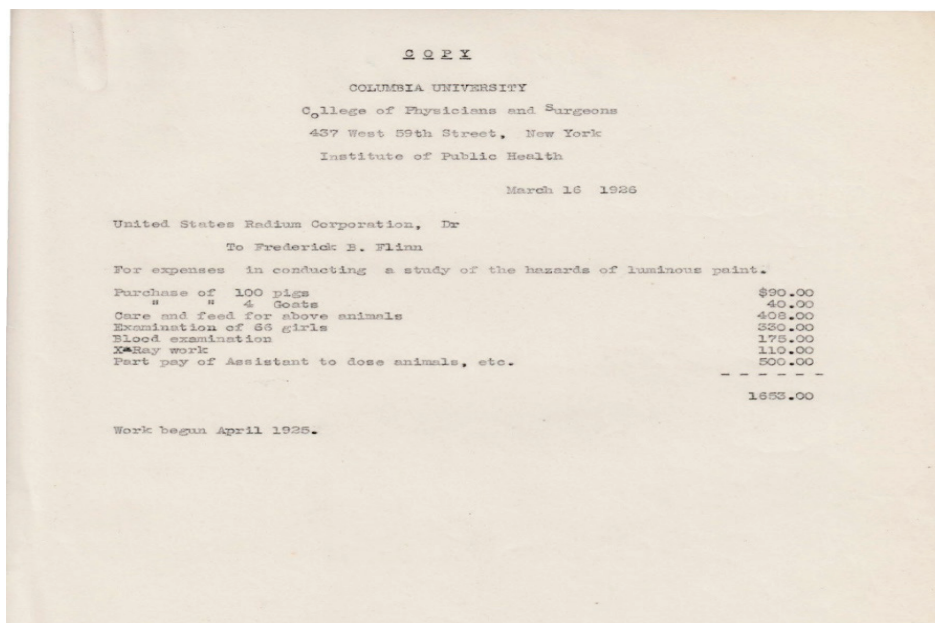 COPY
COLUMBIA UNIVERSITY
College of Physicians and Surgeons
437 West 59th Street, New York
Institute of Public Health
March 16 1926
United States Radium Corporation, Dr
To Frederick B. Flinn
For expenses in conducting a study of the hazards of luminous paint.
Purchase of 100 pigs $90.00
" " 4 Goats 40.00
Care and feed for above animals 408.00
Examination of 66 girls 330.00
Blood examination 175.00
X-Ray work 110.00
Part pay of Assistant to dose animals, etc. 500.00
- - - - - -
1653.00
Work begun April 1925.